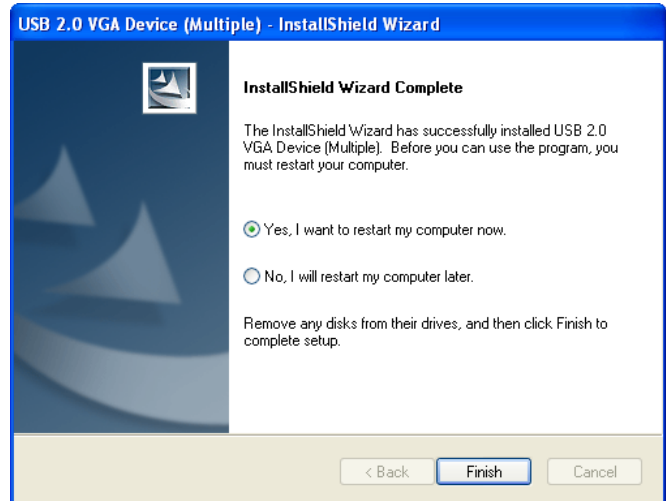 USB 2.0 VGA Device (Multiple) - InstallShield Wizard
InstallShield Wizard Complete
The InstallShield Wizard has successfully installed USB 2.0
VGA Device (Multiple).  Before you can use the program, you
must restart your computer.
Yes, I want to restart my computer now.
No, I will restart my computer later.
Remove any disks from their drives, and then click Finish to
complete setup.
< Back
Finish
Cancel